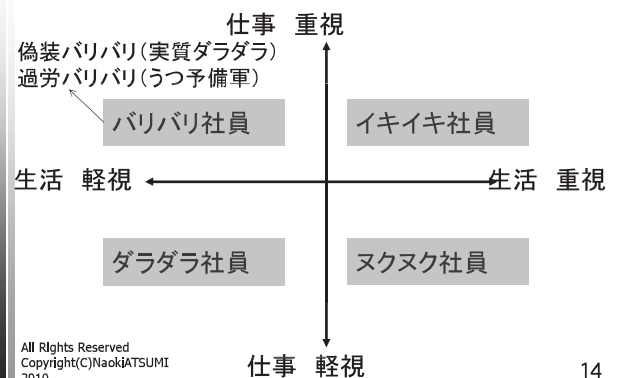 仕事 重視
偽装バリバリ(実質ダラダラ)
過労バリバリ(うつ予備軍)
バリバリ社員
イキイキ社員
生活 軽視
生活 重視
ダラダラ社員
ヌクヌク社員
All Rights Reserved
Copyright(C)NaokiATSUMI
2010
仕事 軽視
14